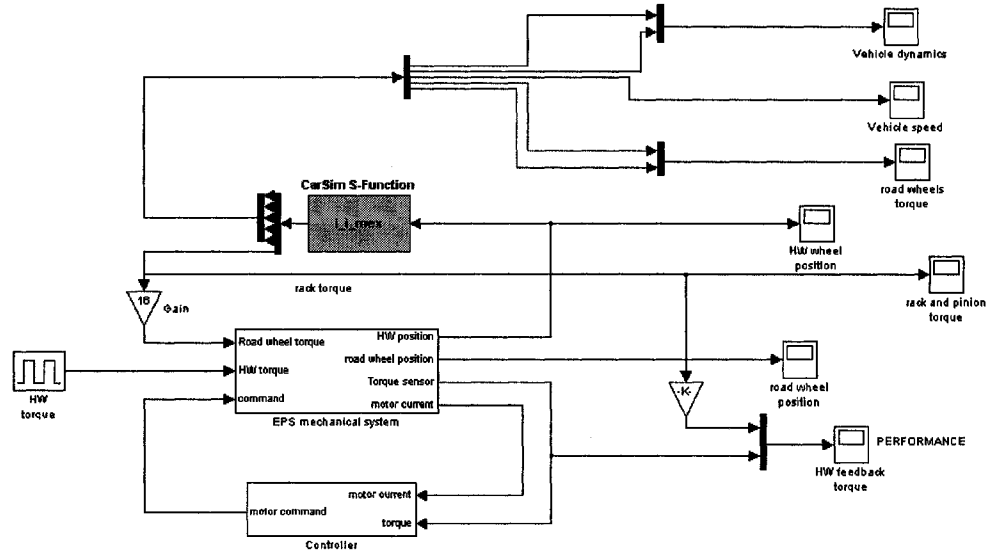 Vehicle dynamics
Vehicle speed
road wheels
torque
CarSim S-Function
i_i_mex
HW wheel
position
rack torque
rack and pinion
torque
16
Gain
Road wheel torque
HW position
road wheel position
HW torque
Torque sensor
command
motor current
EPS mechanical system
HW
torque
road wheel
position
-K-
PERFORMANCE
HW feedback
torque
motor current
motor command
torque
Controller